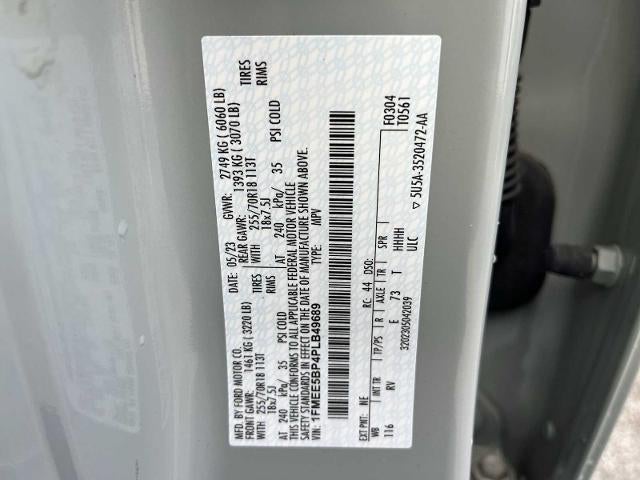 MFD. BY FORD MOTOR CO.
05/23 GVWR: 2749 KG ( 6060 LB)
FRONT GAWR: 1461 KG ( 3220 LB) REAR GAWR: 1393 KG ( 3070 LB)
WITH 255/70R18 113T TIRES WITH 255/70R18 113T TIRES
18x7.5J RIMS 18x7.5J RIMS
AT 240 kPa/ 35 PSI COLD AT 240 kPa/ 35 PSI COLD
THIS VEHICLE CONFORMS TO ALL APPLICABLE FEDERAL MOTOR VEHICLE
SAFETY STANDARDS IN EFFECT ON THE DATE OF MANUFACTURE SHOWN ABOVE.
VIN: 1FMEE5BP4PLB49689 TYPE: MPV
EXT PNT: NE RC: 44 DSO: F0304
T0561
WB INT TR TP/PS R AXLE TR SPR
116 RV E 73 T HHHH
ULC
3202305042039 5U5A-3520472-AA